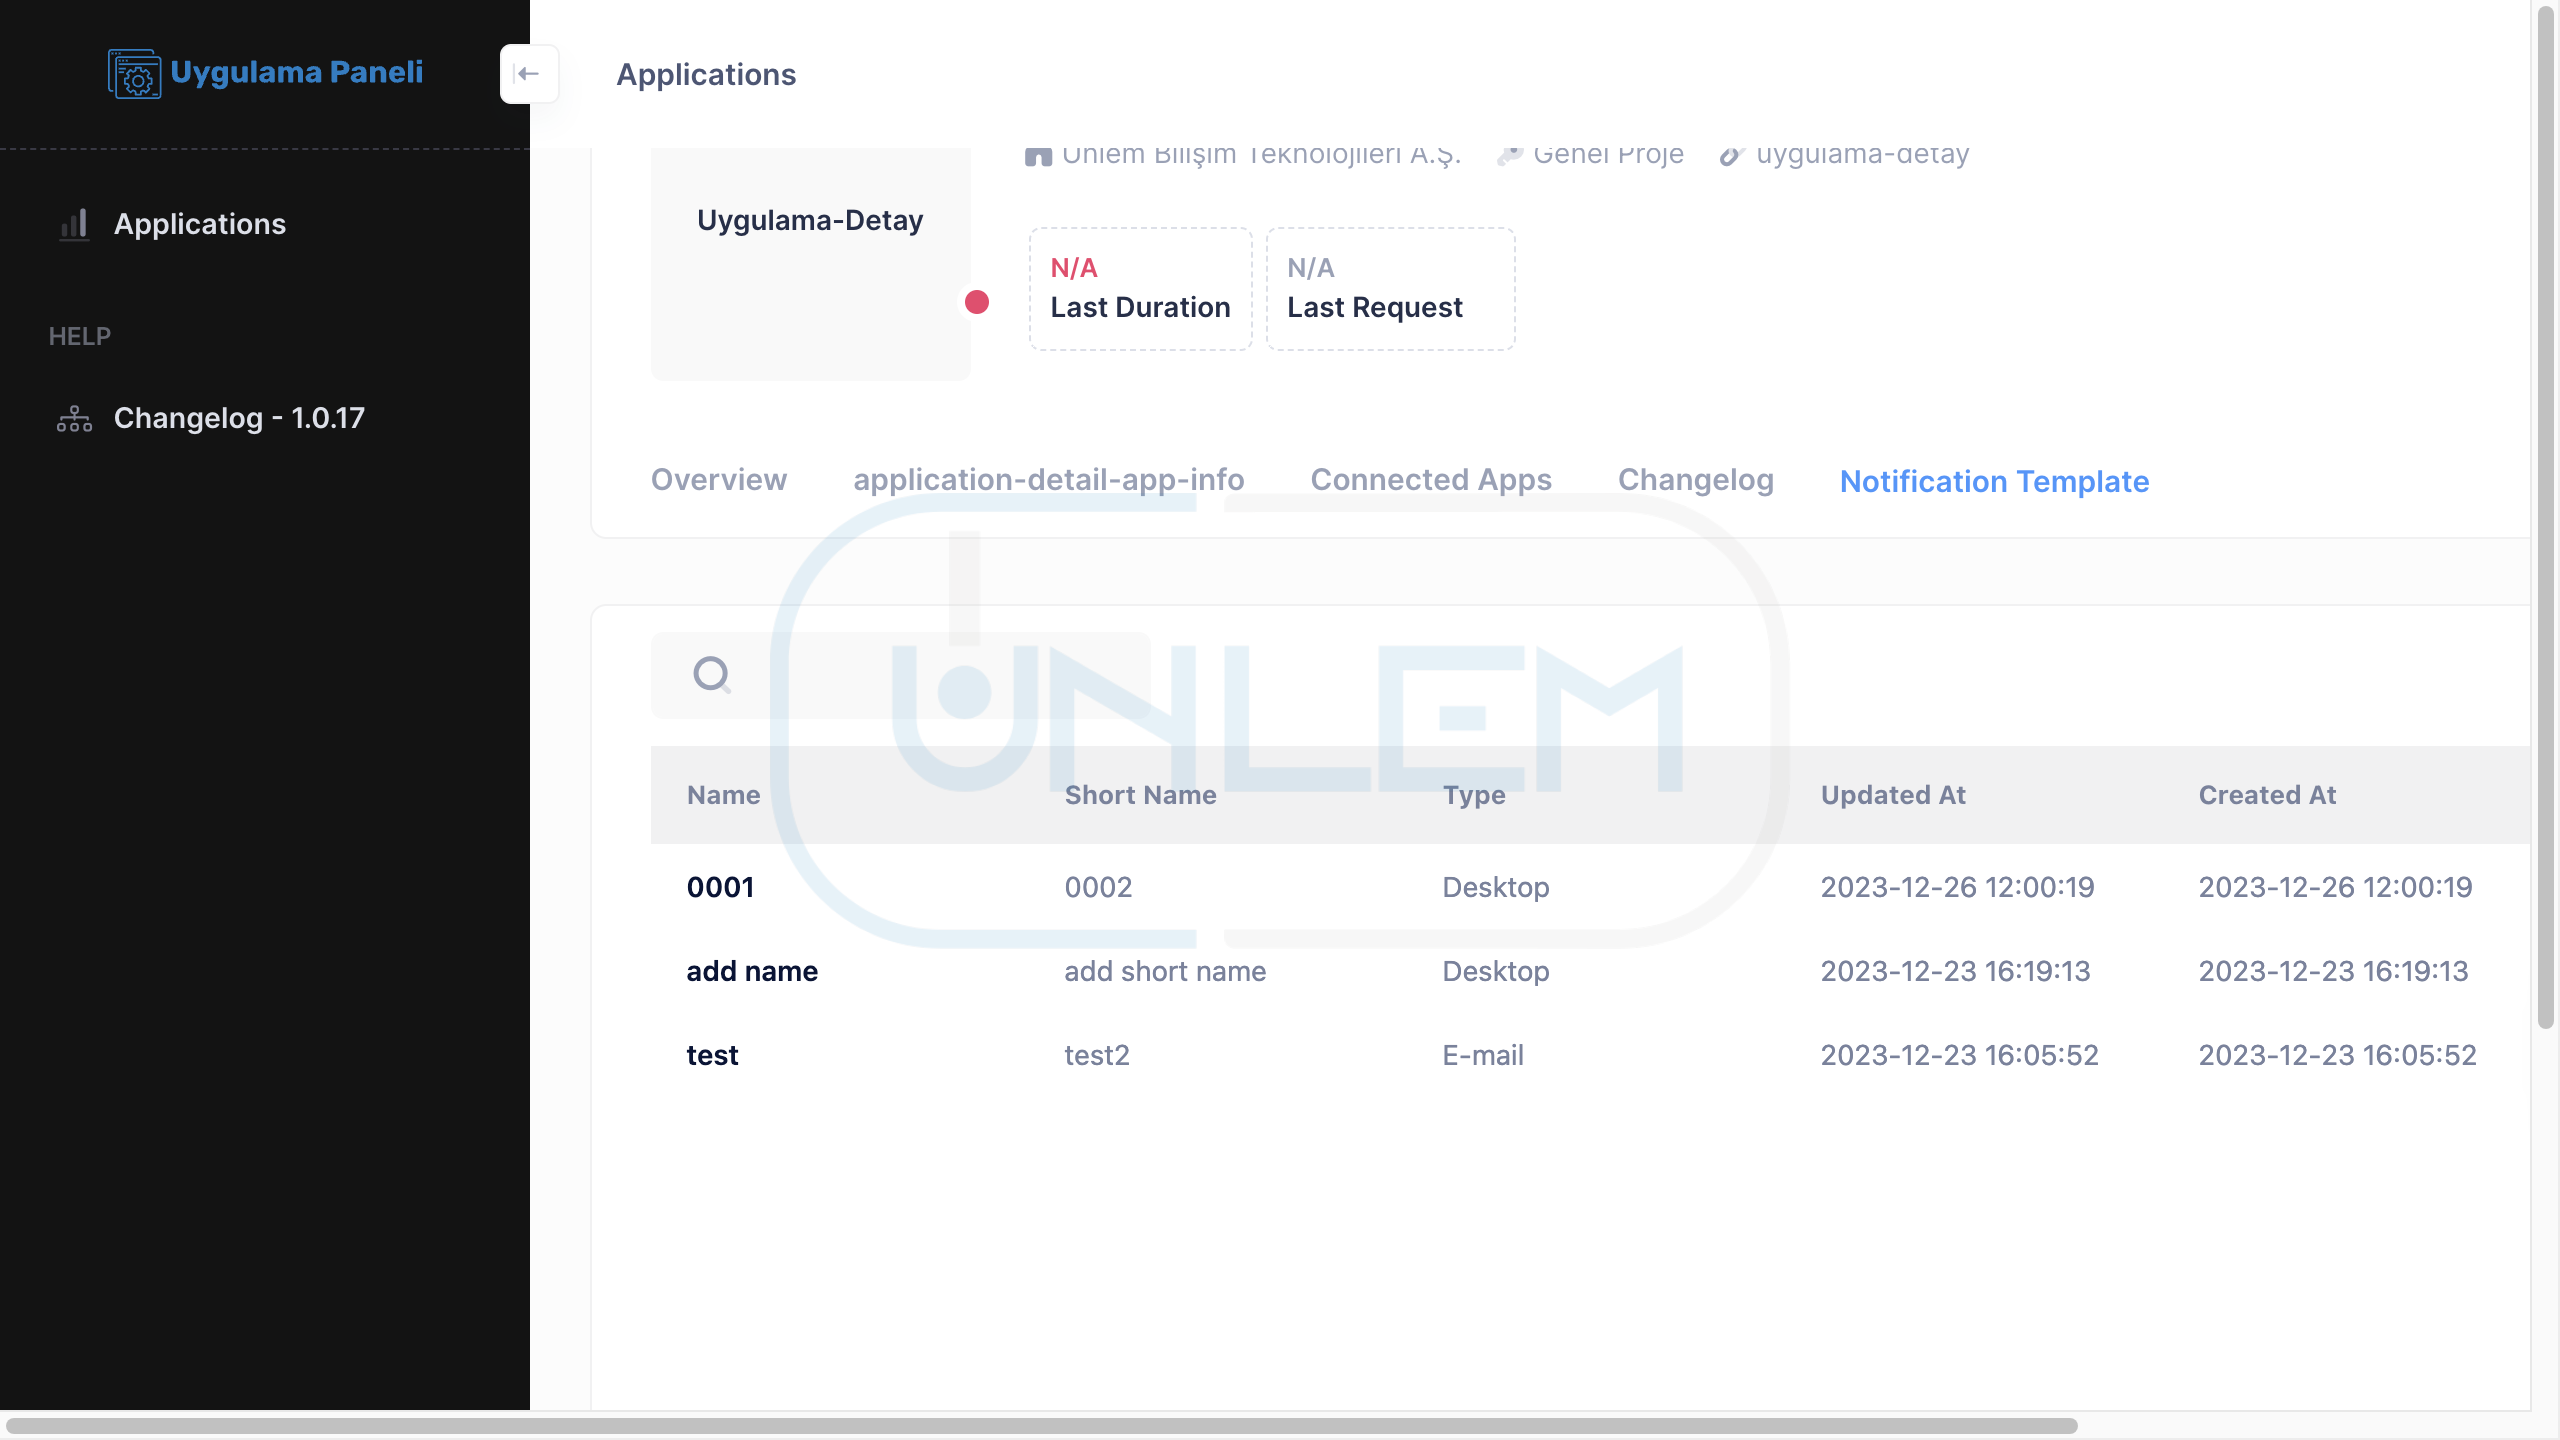 Uygulama Paneli
Applications
Applications
HELP
Changelog - 1.0.17
Ünlem Bilişim Teknolojileri A.Ş. Genel Proje uygulama-detay
Uygulama-Detay
N/A
Last Duration
N/A
Last Request
Overview application-detail-app-info Connected Apps Changelog Notification Template
UNLEM
Name Short Name Type Updated At Created At
0001 0002 Desktop 2023-12-26 12:00:19 2023-12-26 12:00:19
add name add short name Desktop 2023-12-23 16:19:13 2023-12-23 16:19:13
test test2 E-mail 2023-12-23 16:05:52 2023-12-23 16:05:52